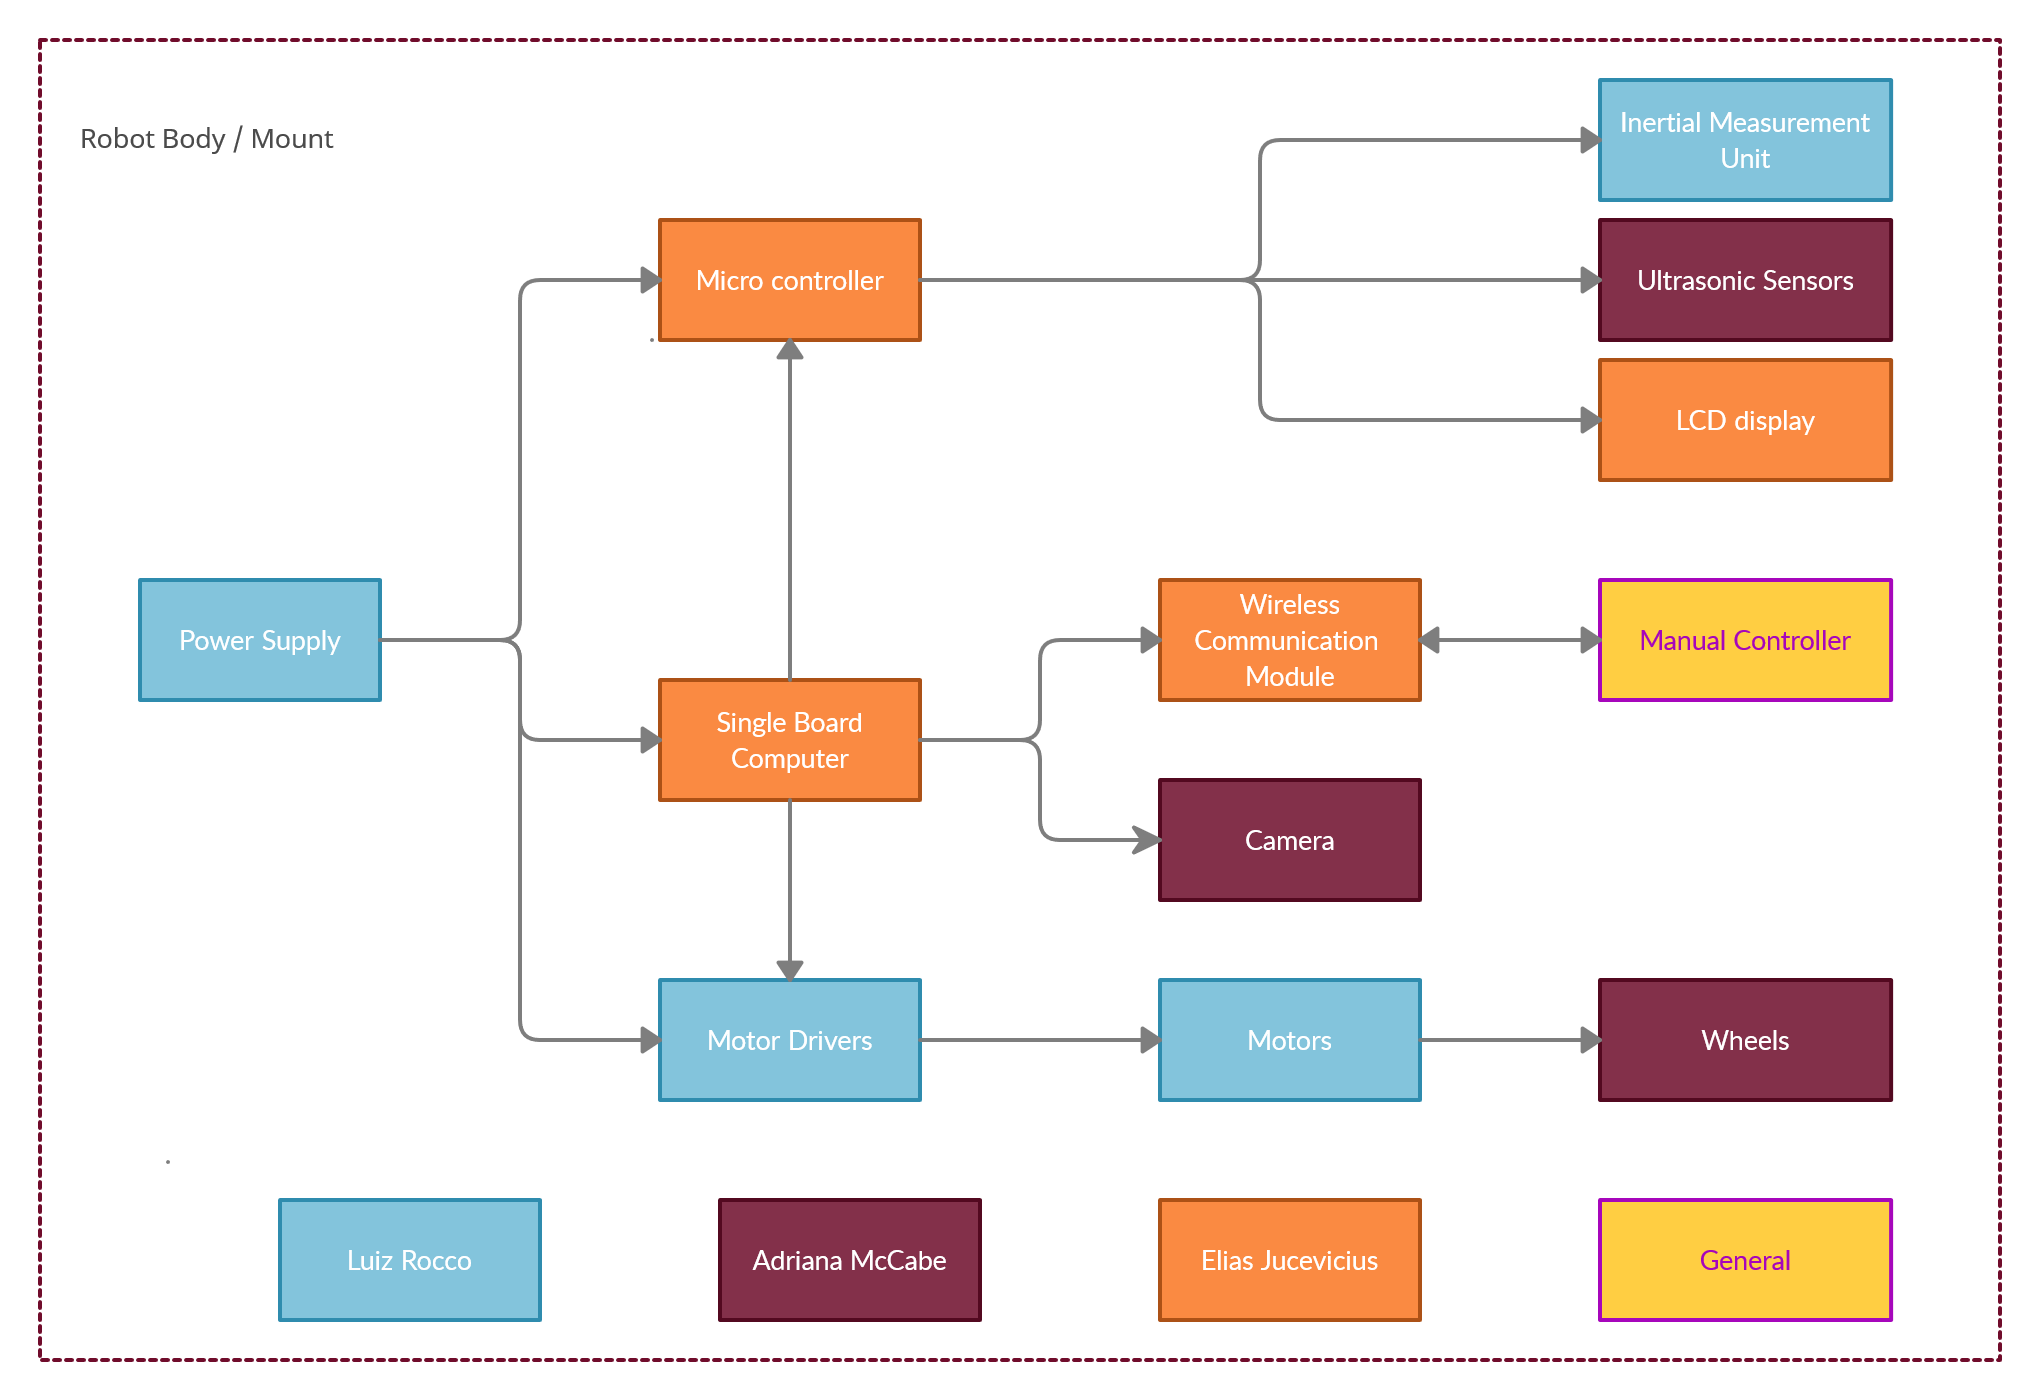 Robot Body / Mount
Inertial Measurement
Unit
Micro controller
Ultrasonic Sensors
LCD display
Power Supply
Wireless
Communication
Module
Manual Controller
Single Board
Computer
Camera
Motor Drivers
Motors
Wheels
Luiz Rocco
Adriana McCabe
Elias Jucevicius
General